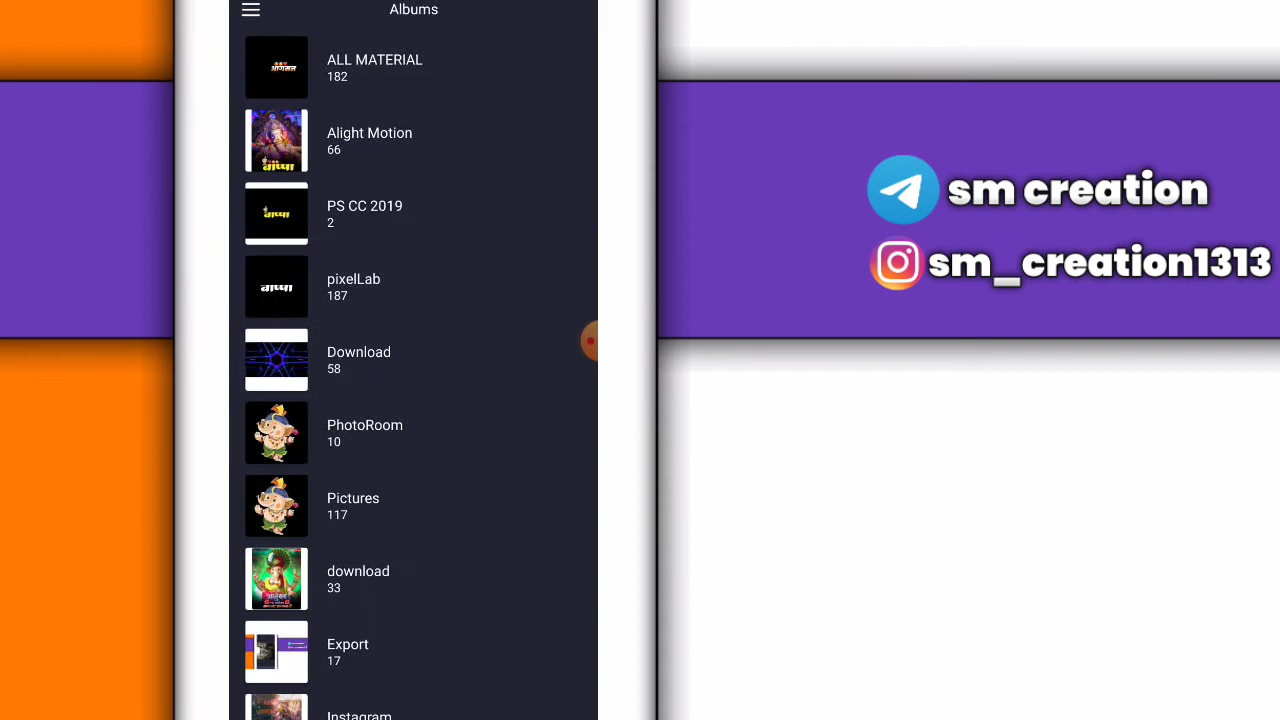 Albums
आगमन
ALL MATERIAL
182
बाप्पा
Alight Motion
66
बाप्पा
PS CC 2019
2
बाप्पा
pixelLab
187
Download
58
PhotoRoom
10
Pictures
117
download
33
Export
17
Instagram
sm creation
sm_creation1313